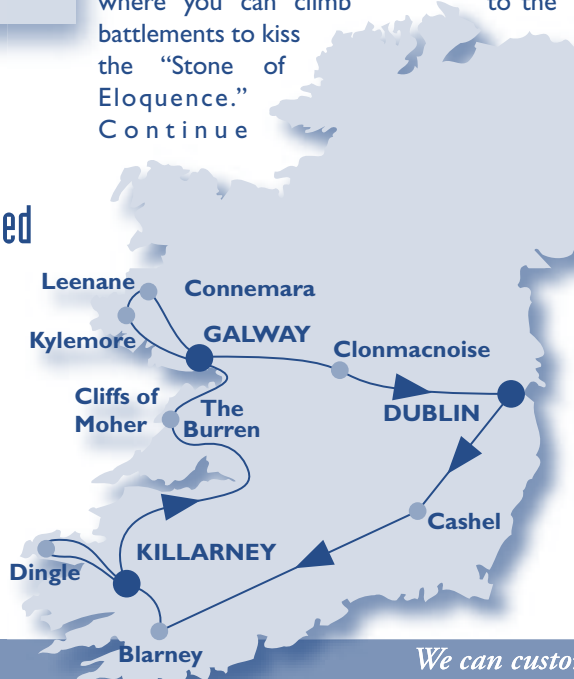 where you can climb
battlements to kiss
the “Stone of
Eloquence.”
Continue
to the
ed
Leenane
Connemara
Kylemore
GALWAY
Clonmacnoise
Cliffs of
Moher
The
Burren
DUBLIN
Cashel
KILLARNEY
Dingle
Blarney
We can custo